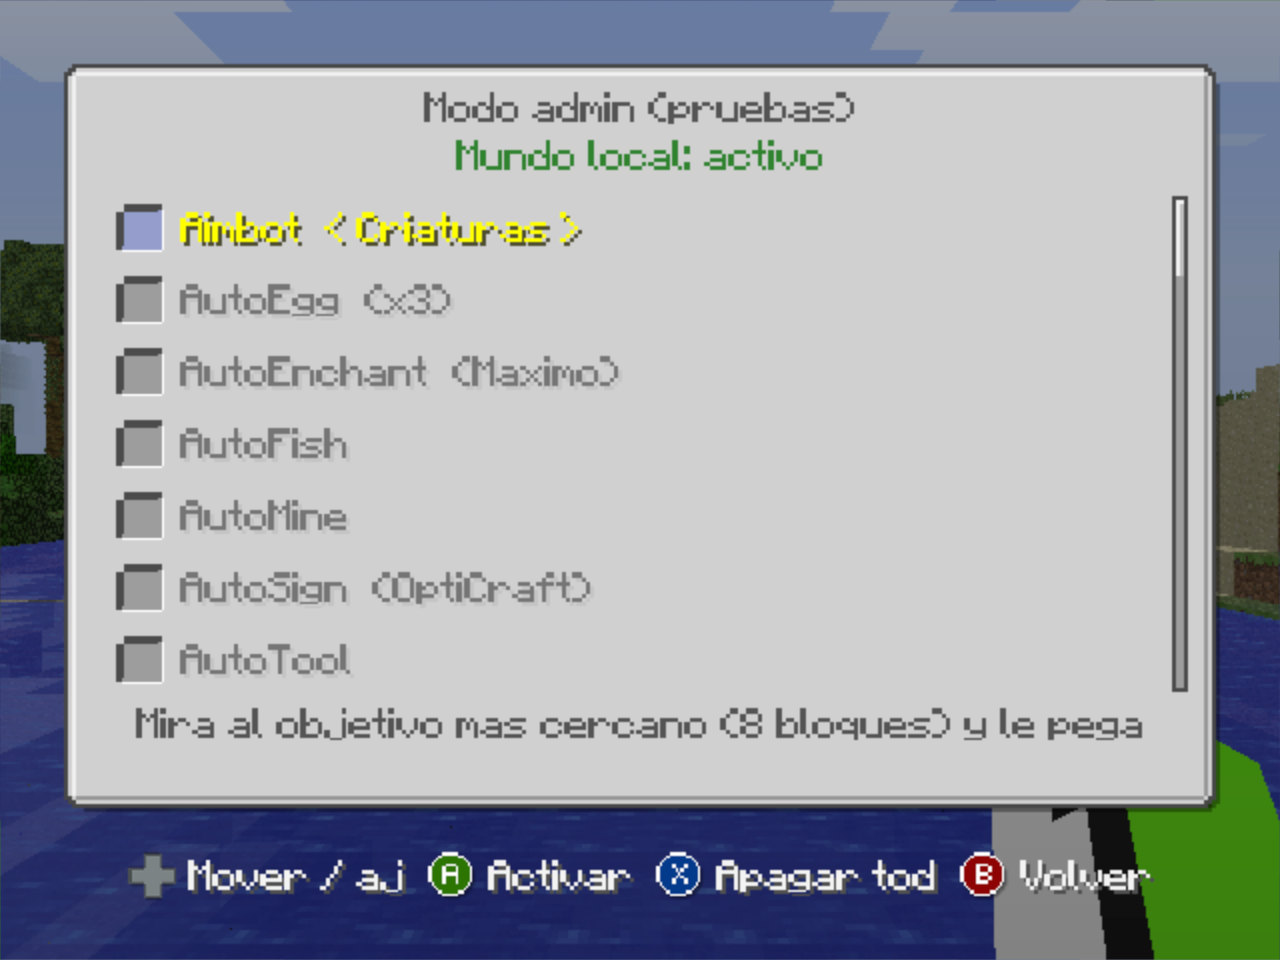 Modo admin (pruebas)
Mundo local: activo
Aimbot < Criaturas >
AutoEgg (x3)
AutoEnchant (Maximo)
AutoFish
AutoMine
AutoSign (OptiCraft)
AutoTool
Mira al objetivo mas cercano (8 bloques) y le pega
Mover / aj A Activar X Apagar tod B Volver